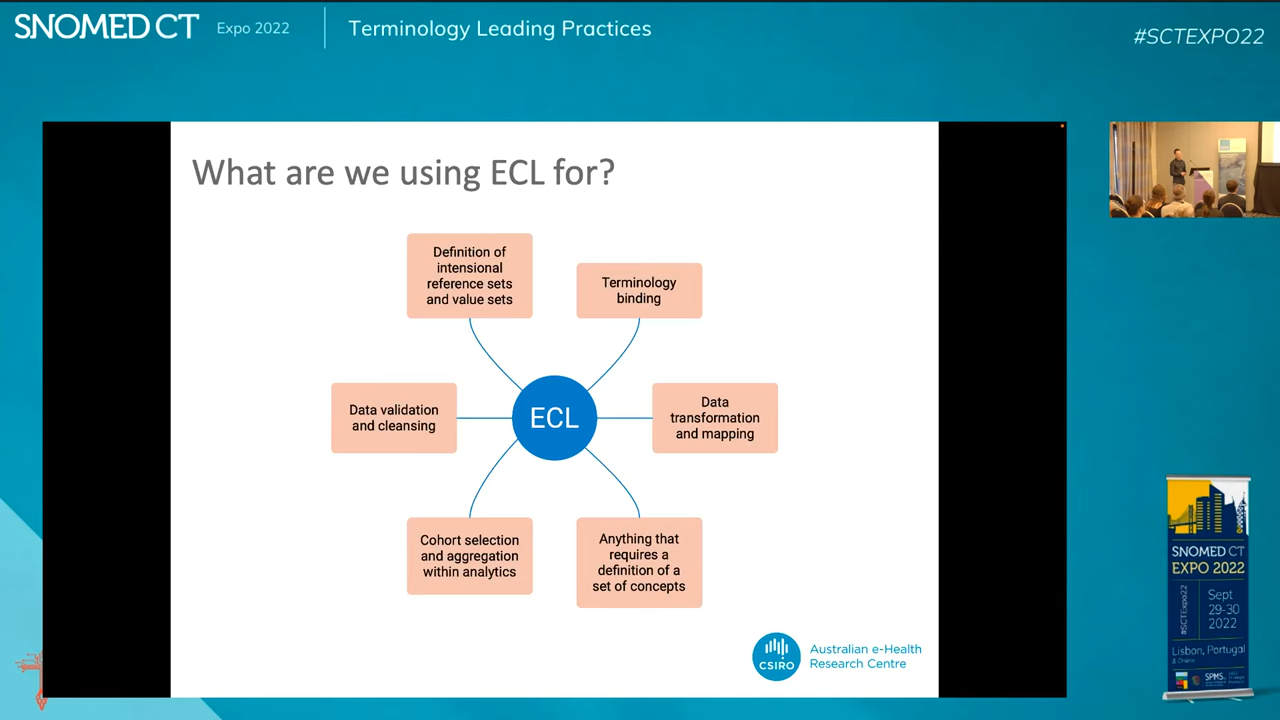 SNOMED CT Expo 2022
Terminology Leading Practices
#SCTEXPO22
What are we using ECL for?
Definition of
intensional
reference sets
and value sets
Terminology
binding
Data validation
and cleansing
ECL
Data
transformation
and mapping
Cohort selection
and aggregation
within analytics
Anything that
requires a
definition of a
set of concepts
CSIRO
Australian e-Health
Research Centre
SNOMED CT
EXPO 2022
#SCTExpo22
Sept
29-30
2022
Lisbon, Portugal
& Online
SPMS